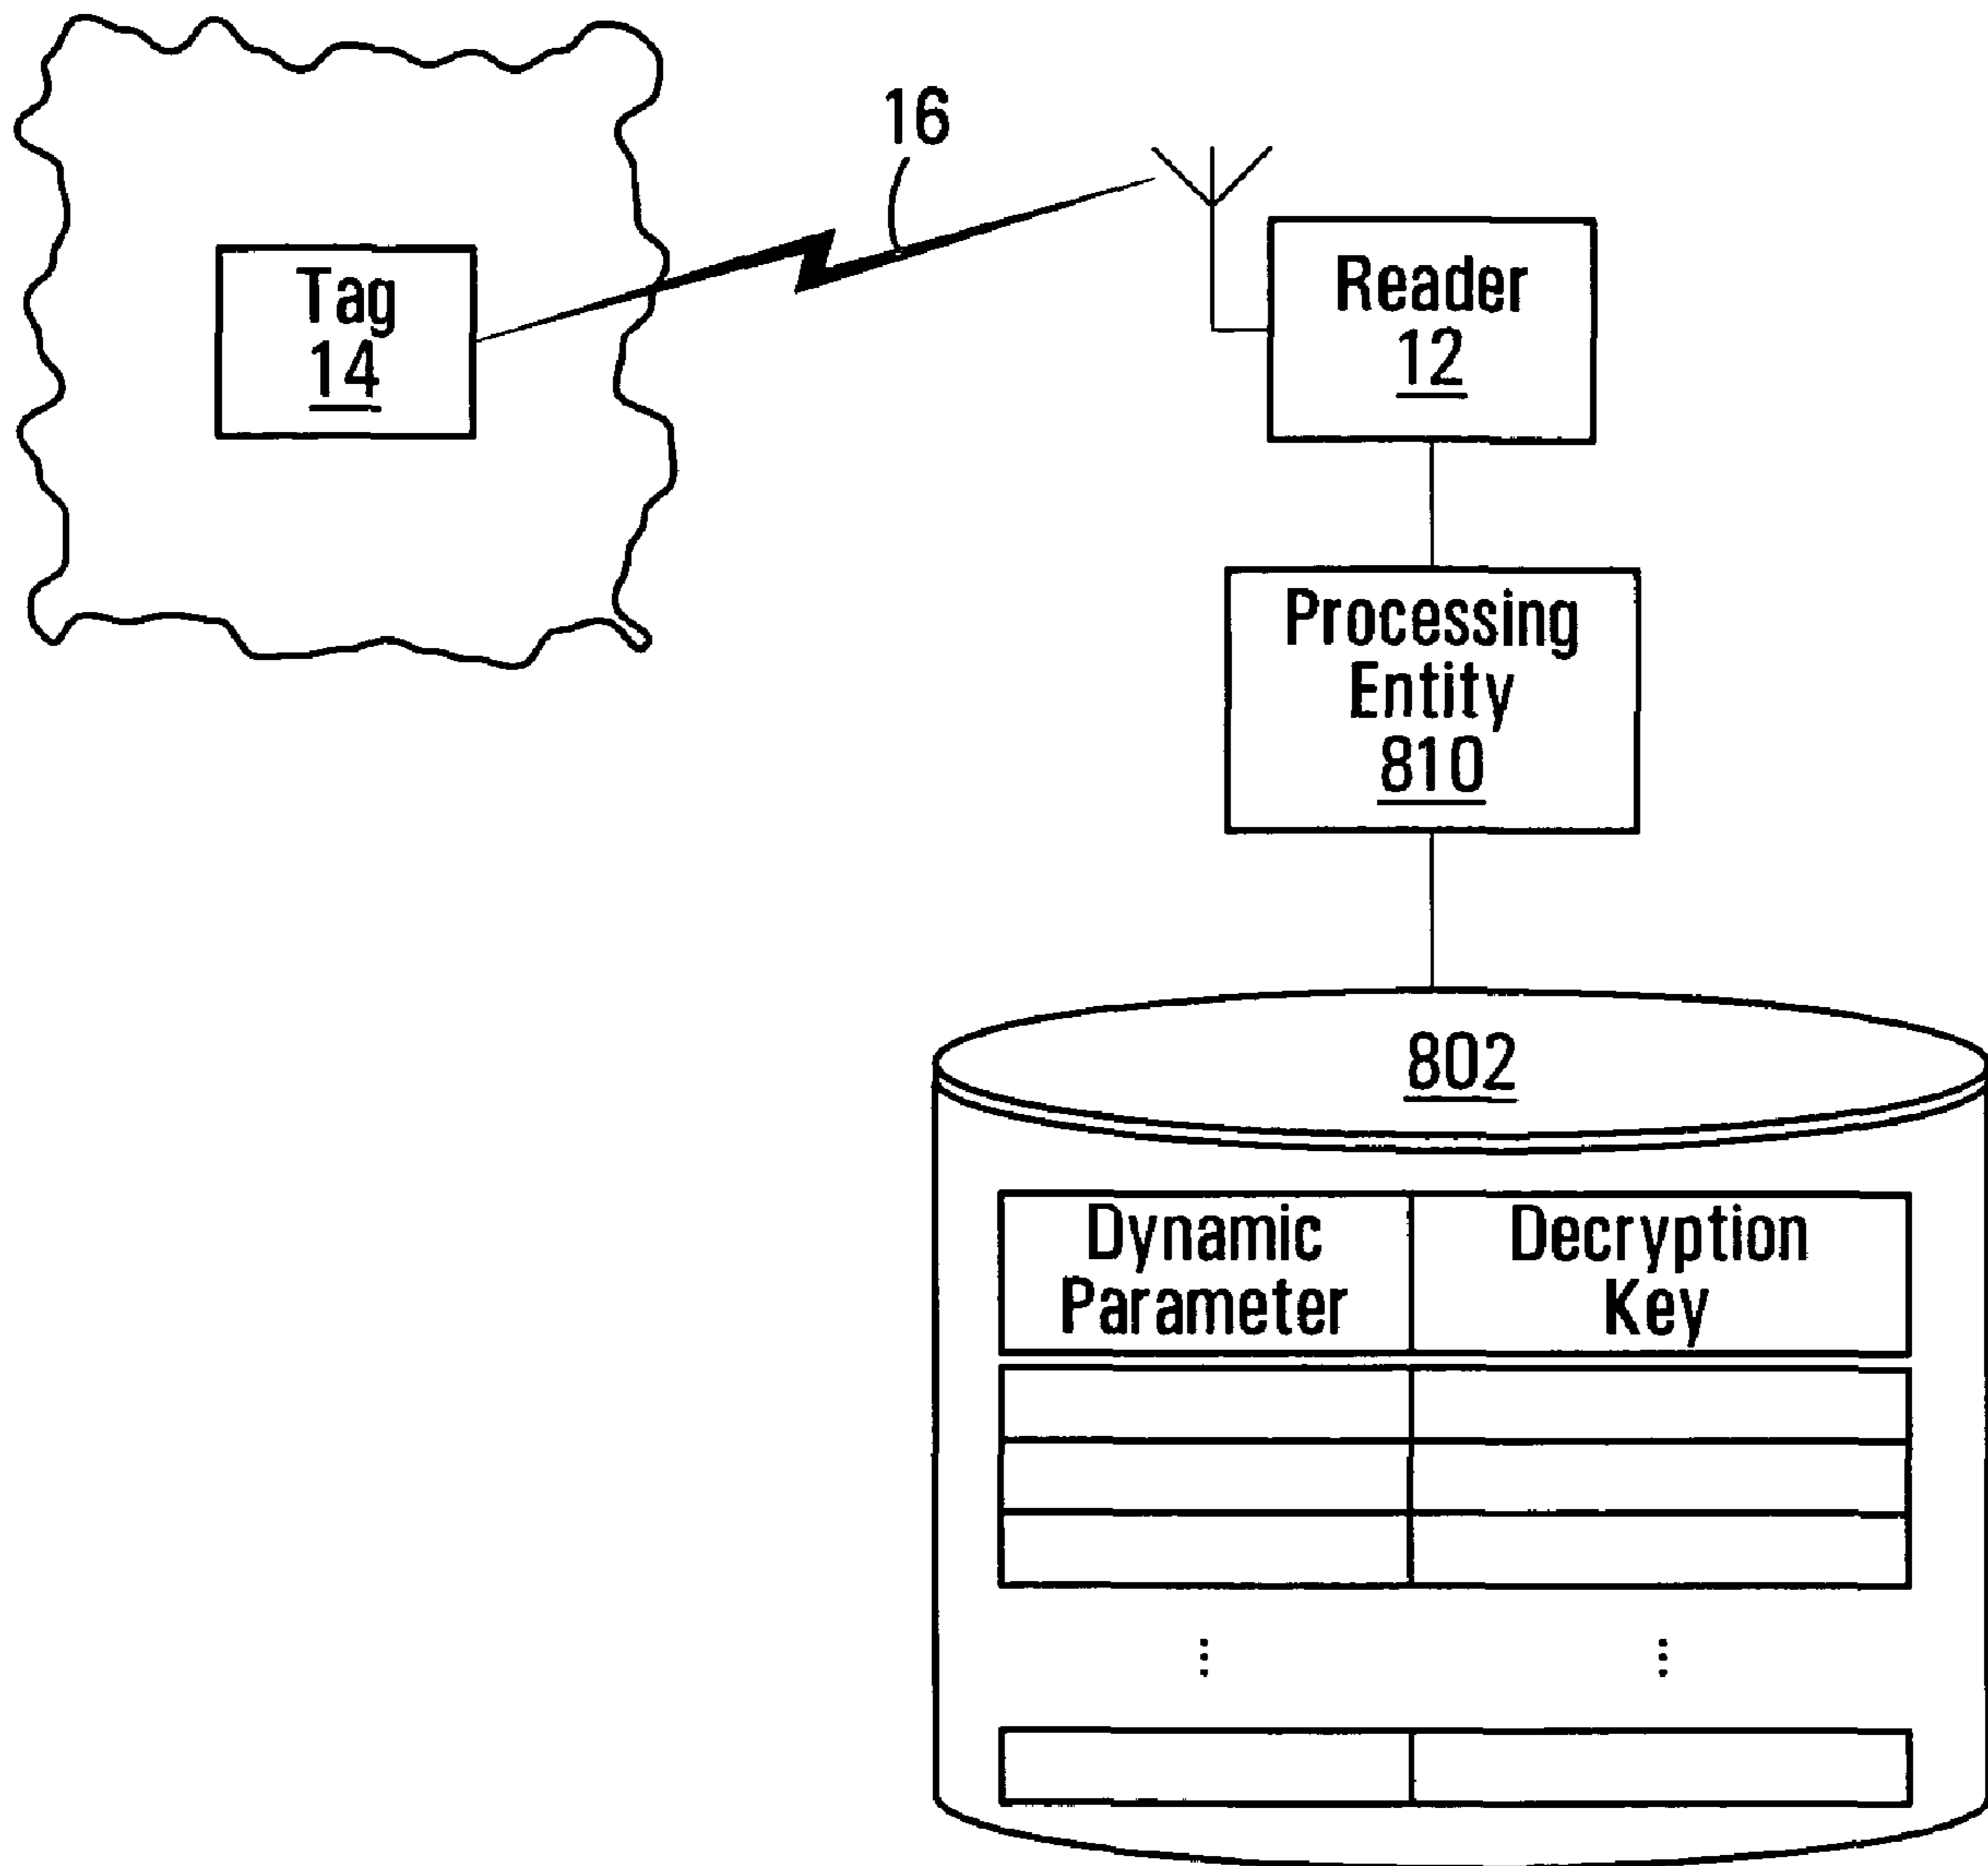 16
Tag
14
Reader
12
Processing
Entity
810
802
Dynamic
Parameter
Decryption
Key